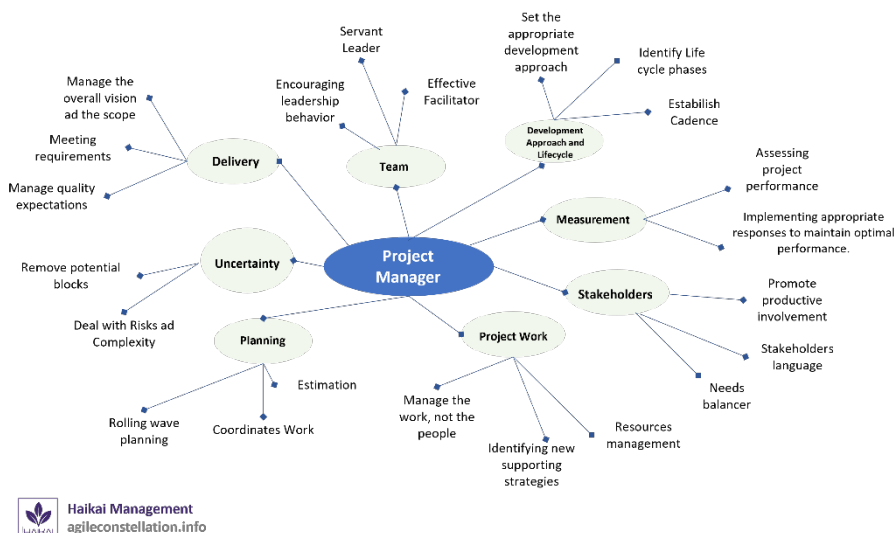 Servant
Leader
Set the
appropriate
development
approach
Identify Life
cycle phases
Manage the
overall vision
ad the scope
Encouraging
leadership
behavior
Effective
Facilitator
Estabilish
Cadence
Meeting
requirements
Delivery
Team
Development
Approach and
Lifecycle
Assessing
project
performance
Manage quality
expectations
Measurement
Implementing appropriate
responses to maintain optimal
performance.
Project
Manager
Uncertainty
Remove potential
blocks
Stakeholders
Promote
productive
involvement
Deal with Risks ad
Complexity
Planning
Project Work
Stakeholders
language
Needs
balancer
Estimation
Manage the
work, not the
people
Rolling wave
planning
Coordinates Work
Resources
management
Identifying new
supporting
strategies
Haikai Management
agileconstellation.info
HAIKAI